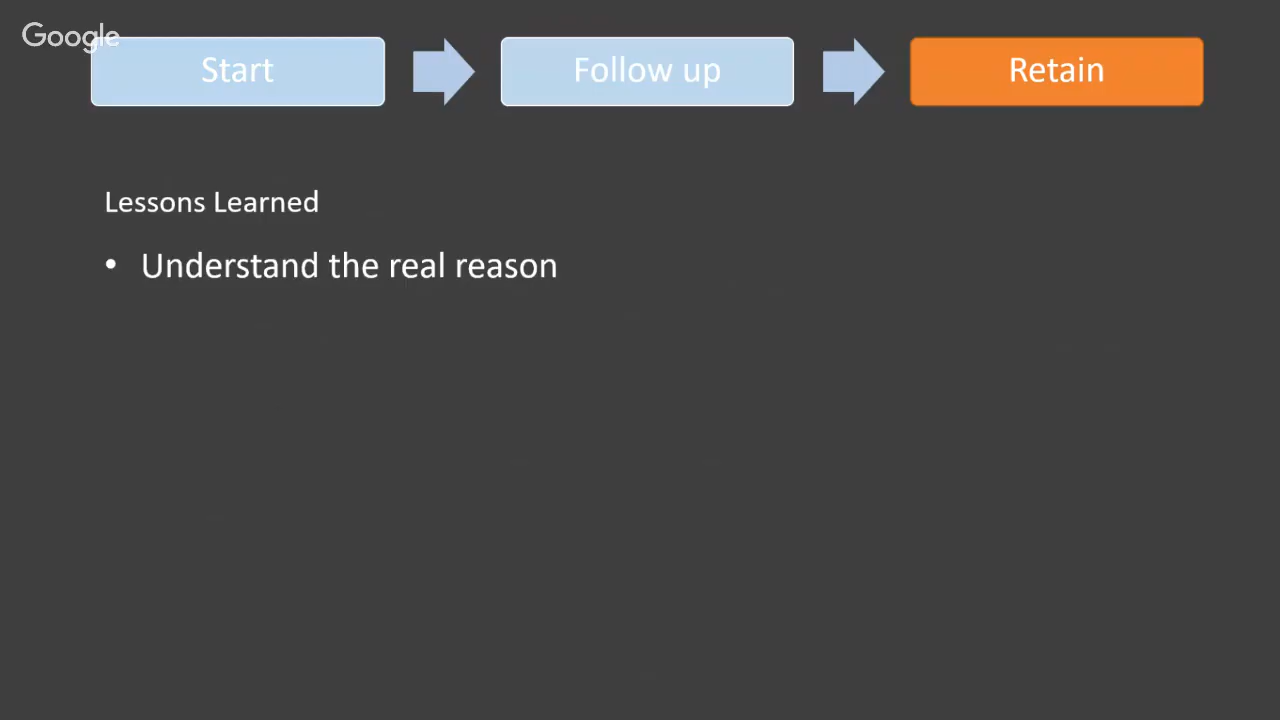 Google
Start
Follow up
Retain
Lessons Learned
• Understand the real reason